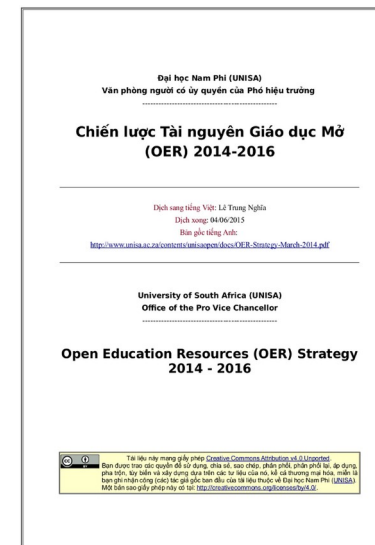 Đại học Nam Phi (UNISA)
Văn phòng người có ủy quyền của Phó hiệu trưởng
--------------------------------------------------
Chiến lược Tài nguyên Giáo dục Mở
(OER) 2014-2016
Dịch sang tiếng Việt: Lê Trung Nghĩa
Dịch xong: 04/06/2015
Bản gốc tiếng Anh:
http://www.unisa.ac.za/contents/unisaopen/docs/OER-Strategy-March-2014.pdf
University of South Africa (UNISA)
Office of the Pro Vice Chancellor
--------------------------------------------------
Open Education Resources (OER) Strategy
2014 - 2016
Tài liệu này mang giấy phép Creative Commons Attribution v4.0 Unported.
Bạn được trao các quyền để sử dụng, chia sẻ, sao chép, phân phối, phân phối lại, áp dụng,
pha trộn, tùy biến và xây dựng dựa trên các tư liệu của nó, kể cả thương mại hóa, miễn là
bạn ghi nhận công (các) tác giả gốc ban đầu của tài liệu thuộc về Đại học Nam Phi (UNISA).
Một bản sao giấy phép này có tại: http://creativecommons.org/licenses/by/4.0/.